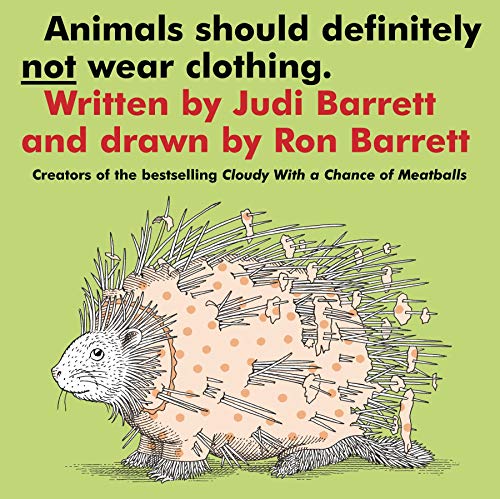 Animals should definitely
not wear clothing.
Written by Judi Barrett
and drawn by Ron Barrett
Creators of the bestselling Cloudy With a Chance of Meatballs